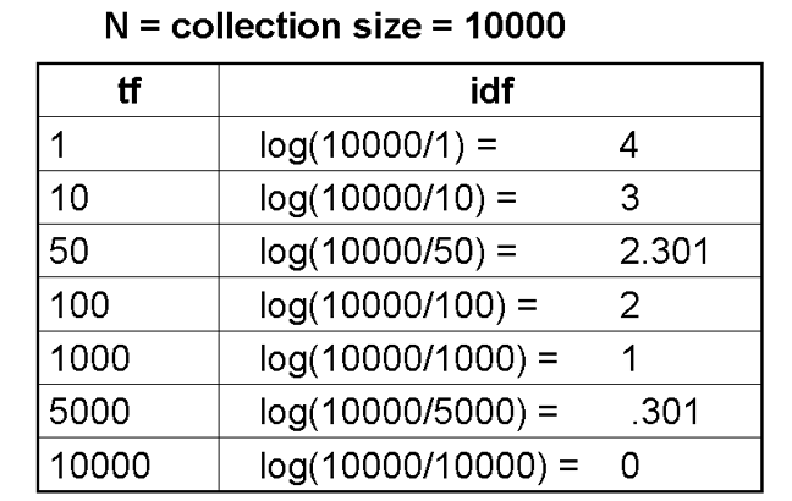 N = collection size = 10000
tf idf
1 log(10000/1) = 4
10 log(10000/10) = 3
50 log(10000/50) = 2.301
100 log(10000/100) = 2
1000 log(10000/1000) = 1
5000 log(10000/5000) = .301
10000 log(10000/10000) = 0